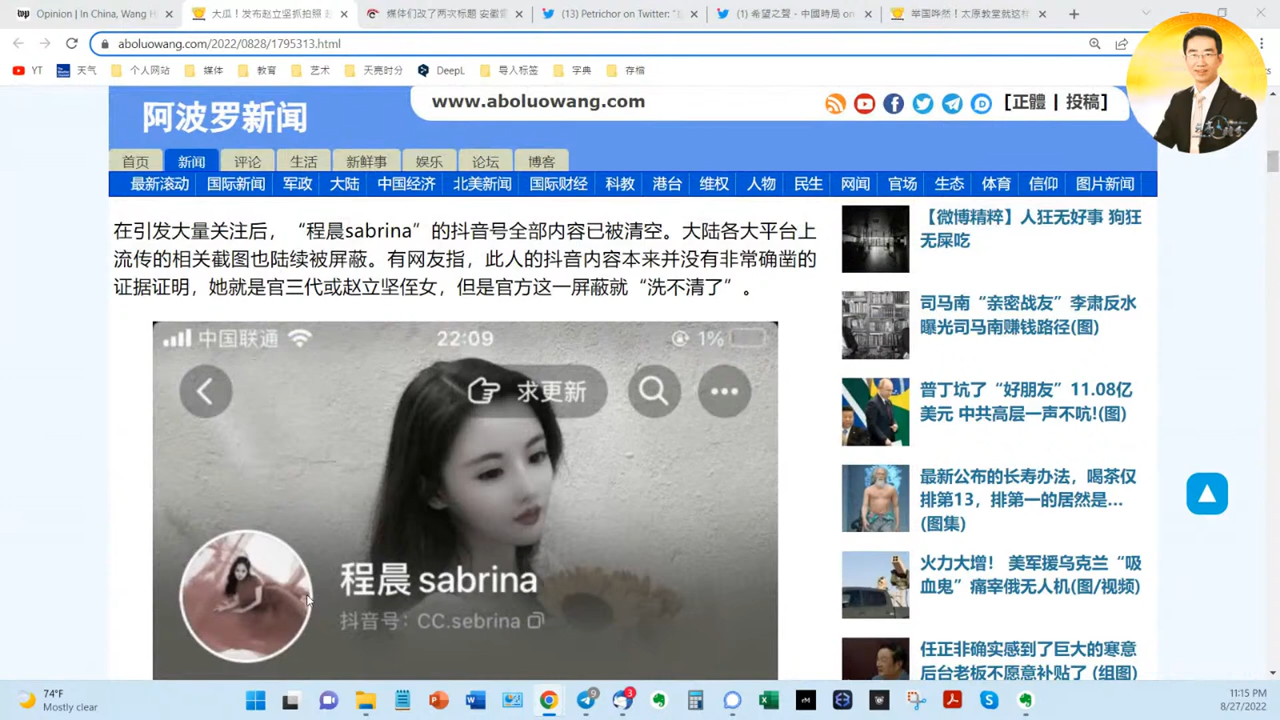 Opinion | In China, Wang H
大瓜！发布赵立坚抓拍照
媒体们改了两次标题 安徽
(13) Petrichor on Twitter: "
(1) 希望之聲 - 中國時局 on
举国哗然！太原教堂就这样
aboluowang.com/2022/0828/1795313.html
YT 天气 个人网站 媒体 教育 艺术 天亮时分 DeepL 导入标签 字典 存档
阿波罗新闻
www.aboluowang.com
[正體 | 投稿]
首页 新闻 评论 生活 新鲜事 娱乐 论坛 博客
最新滚动 国际新闻 军政 大陆 中国经济 北美新闻 国际财经 科教 港台 维权 人物 民生 网闻 官场 生态 体育 信仰 图片新闻
在引发大量关注后，“程晨sabrina”的抖音号全部内容已被清空。大陆各大平台上
流传的相关截图也陆续被屏蔽。有网友指，此人的抖音内容本来并没有非常确凿的
证据证明，她就是官三代或赵立坚侄女，但是官方这一屏蔽就“洗不清了”。
中国联通 22:09 1%
求更新
程晨 sabrina
抖音号：CC.sebrina
【微博精粹】人狂无好事 狗狂
无屎吃
司马南“亲密战友”李肃反水
曝光司马南赚钱路径(图)
普丁坑了“好朋友”11.08亿
美元 中共高层一声不吭!(图)
最新公布的长寿办法，喝茶仅
排第13，排第一的居然是...
(图集)
火力大增！ 美军援乌克兰“吸
血鬼”痛宰俄无人机(图/视频)
任正非确实感到了巨大的寒意
后台老板不愿意补贴了 (组图)
74°F
Mostly clear
9
3
11:15 PM
8/27/2022